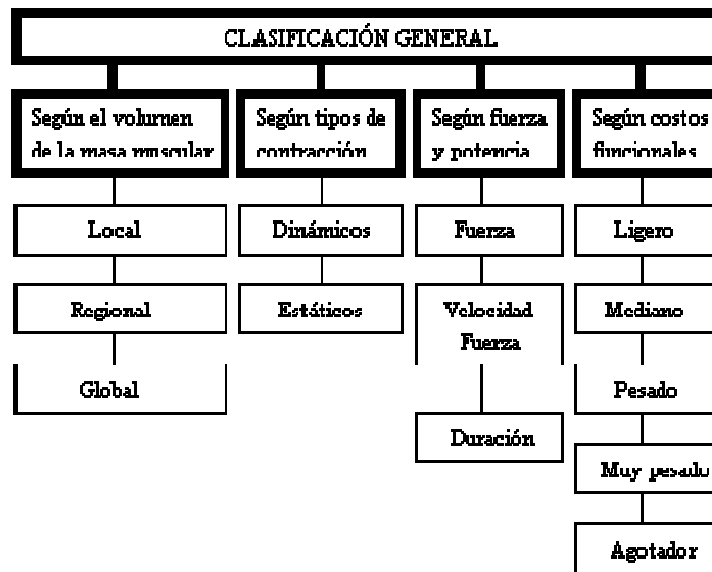 CLASIFICACIÓN GENERAL
Según el volumen
de la masa muscular
Según tipos de
contracción
Según fuerza
y potencia
Según costos
funcionales
Local
Dinámicos
Fuerza
Ligero
Regional
Estáticos
Velocidad
Fuerza
Mediano
Global
Pesado
Duración
Muy pesado
Agotador